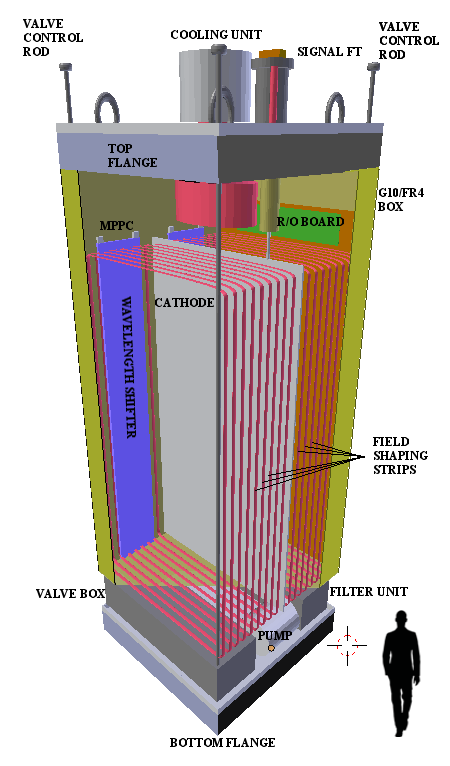 VALVE
CONTROL
ROD
COOLING UNIT
SIGNAL FT
VALVE
CONTROL
ROD
TOP
FLANGE
G10/FR4
BOX
MPPC
R/O BOARD
CATHODE
WAVELENGTH SHIFTER
FIELD
SHAPING
STRIPS
VALVE BOX
FILTER UNIT
PUMP
BOTTOM FLANGE